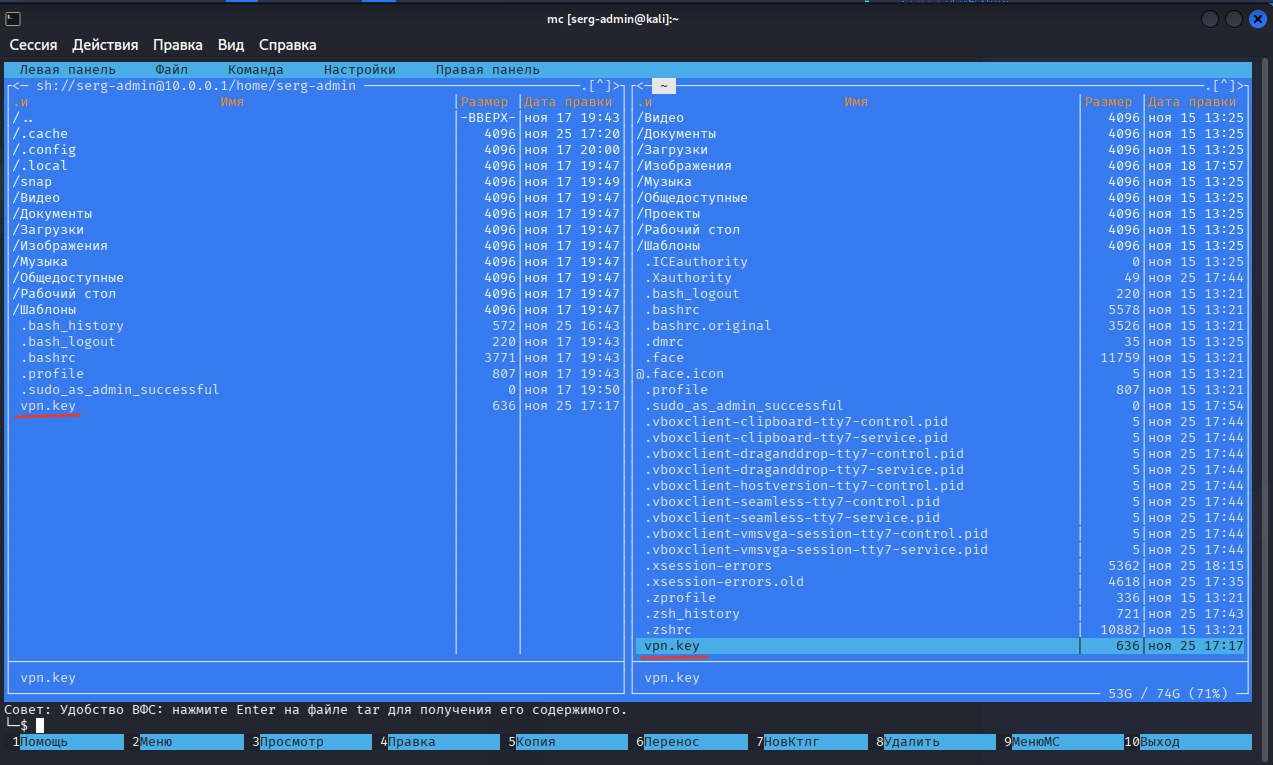 mc [serg-admin@kali]:~
Сессия Действия Правка Вид Справка
Левая панель Файл Команда Настройки Правая панель
<— sh://serg-admin@10.0.0.1/home/serg-admin .[^]> <— ~ .[^]>
.и Имя Размер Дата правки .и Имя Размер Дата правки
/.. -ВВЕРХ- ноя 17 19:43 /Видео 4096 ноя 15 13:25
/.cache 4096 ноя 25 17:20 /Документы 4096 ноя 15 13:25
/.config 4096 ноя 17 20:00 /Загрузки 4096 ноя 15 13:25
/.local 4096 ноя 17 19:47 /Изображения 4096 ноя 18 17:57
/snap 4096 ноя 17 19:49 /Музыка 4096 ноя 15 13:25
/Видео 4096 ноя 17 19:47 /Общедоступные 4096 ноя 15 13:25
/Документы 4096 ноя 17 19:47 /Проекты 4096 ноя 15 13:25
/Загрузки 4096 ноя 17 19:47 /Рабочий стол 4096 ноя 15 13:25
/Изображения 4096 ноя 17 19:47 /Шаблоны 4096 ноя 15 13:25
/Музыка 4096 ноя 17 19:47 .ICEauthority 0 ноя 15 13:25
/Общедоступные 4096 ноя 17 19:47 .Xauthority 49 ноя 25 17:44
/Рабочий стол 4096 ноя 17 19:47 .bash_logout 220 ноя 15 13:21
/Шаблоны 4096 ноя 17 19:47 .bashrc 5578 ноя 15 13:21
.bash_history 572 ноя 25 16:43 .bashrc.original 3526 ноя 15 13:21
.bash_logout 220 ноя 17 19:43 .dmrc 35 ноя 15 13:25
.bashrc 3771 ноя 17 19:43 .face 11759 ноя 15 13:21
.profile 807 ноя 17 19:43 @.face.icon 5 ноя 15 13:21
.sudo_as_admin_successful 0 ноя 17 19:50 .profile 807 ноя 15 13:21
vpn.key 636 ноя 25 17:17 .sudo_as_admin_successful 0 ноя 15 17:54
.vboxclient-clipboard-tty7-control.pid 5 ноя 25 17:44
.vboxclient-clipboard-tty7-service.pid 5 ноя 25 17:44
.vboxclient-draganddrop-tty7-control.pid 5 ноя 25 17:44
.vboxclient-draganddrop-tty7-service.pid 5 ноя 25 17:44
.vboxclient-hostversion-tty7-control.pid 5 ноя 25 17:44
.vboxclient-seamless-tty7-control.pid 5 ноя 25 17:44
.vboxclient-seamless-tty7-service.pid 5 ноя 25 17:44
.vboxclient-vmsvga-session-tty7-control.pid 5 ноя 25 17:44
.vboxclient-vmsvga-session-tty7-service.pid 5 ноя 25 17:44
.xsession-errors 5362 ноя 25 18:15
.xsession-errors.old 4618 ноя 25 17:35
.zprofile 336 ноя 15 13:21
.zsh_history 721 ноя 25 17:43
.zshrc 10882 ноя 15 13:21
vpn.key 636 ноя 25 17:17
vpn.key vpn.key
53G / 74G (71%)
Совет: Удобство ВФС: нажмите Enter на файле tar для получения его содержимого.
└─$
1Помощь 2Меню 3Просмотр 4Правка 5Копия 6Перенос 7НовКтлг 8Удалить 9МенюMC 10Выход